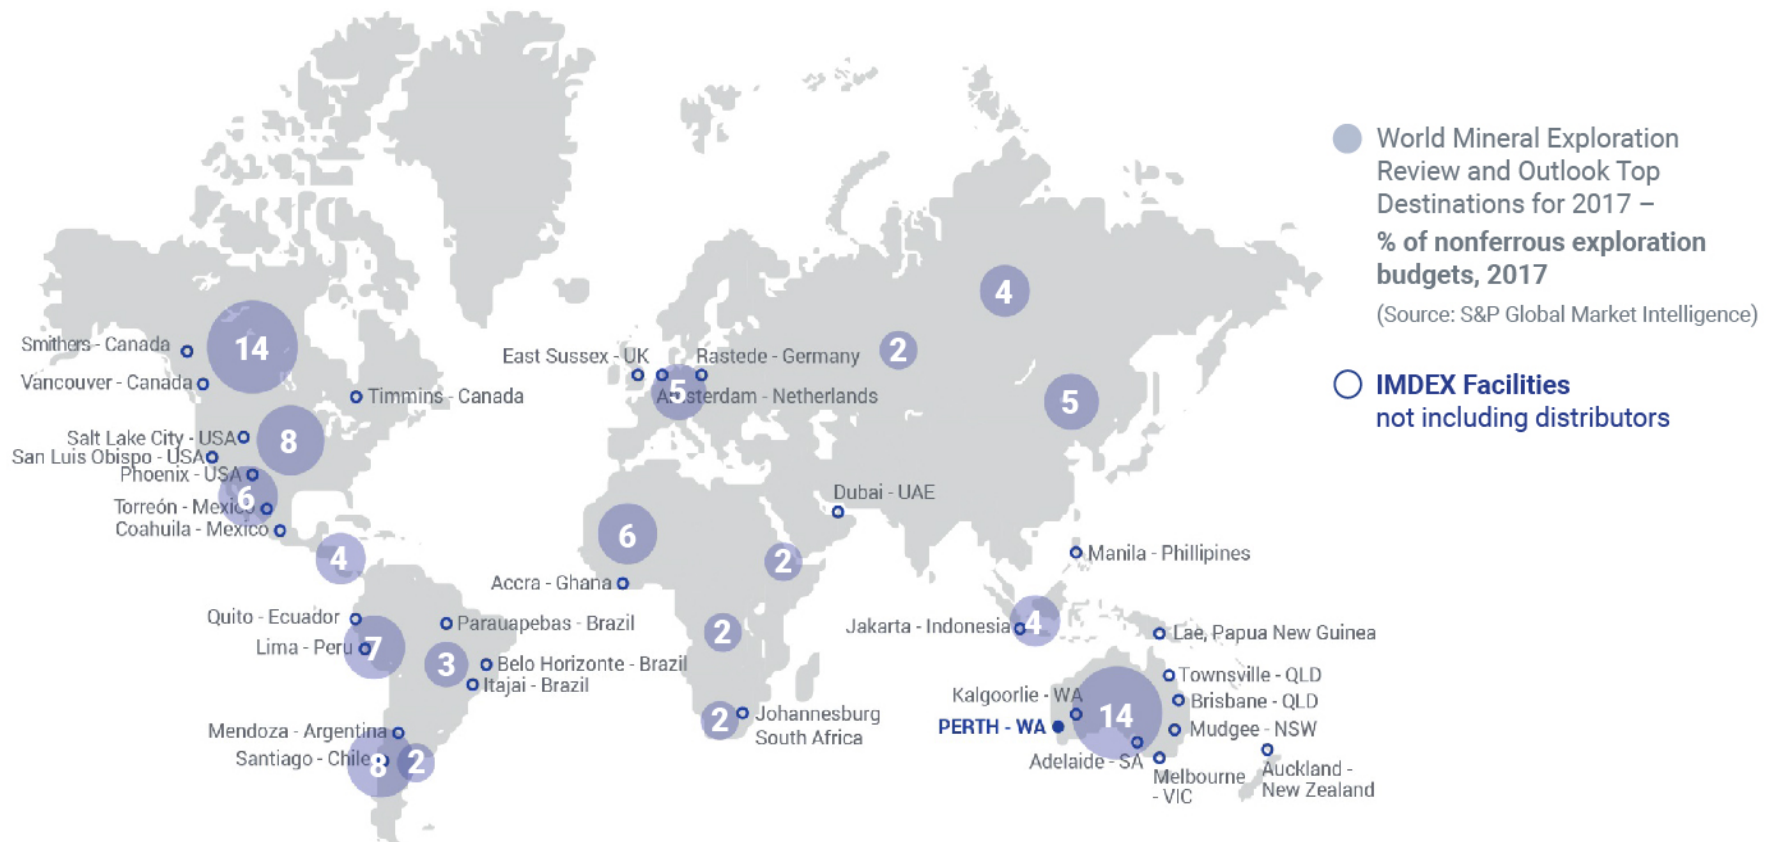 World Mineral Exploration
Review and Outlook Top
Destinations for 2017 –
% of nonferrous exploration
budgets, 2017
(Source: S&P Global Market Intelligence)
IMDEX Facilities
not including distributors
4
Smithers - Canada
14
2
East Sussex - UK
Rastede - Germany
Vancouver - Canada
Timmins - Canada
5
Amsterdam - Netherlands
5
Salt Lake City - USA
8
San Luis Obispo - USA
Phoenix - USA
6
Torreón - Mexico
Coahuila - Mexico
Dubai - UAE
6
4
2
Manila - Phillipines
Accra - Ghana
Quito - Ecuador
Parauapebas - Brazil
2
Jakarta - Indonesia
4
Lae, Papua New Guinea
Lima - Peru
7
3
Belo Horizonte - Brazil
Itajai - Brazil
Townsville - QLD
Kalgoorlie - WA
14
Brisbane - QLD
2
Johannesburg
South Africa
PERTH - WA
Mudgee - NSW
Mendoza - Argentina
Santiago - Chile
8
2
Adelaide - SA
Melbourne
- VIC
Auckland -
New Zealand